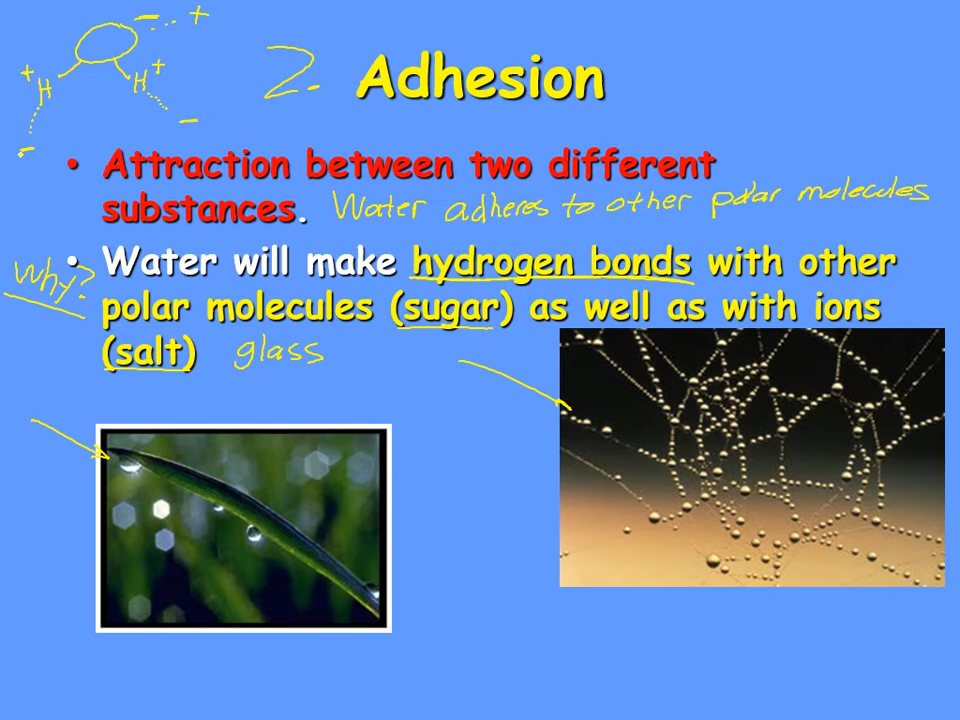 - +
+ H H +
- -
2. Adhesion
• Attraction between two different
substances. Water adheres to other polar molecules
Why? • Water will make hydrogen bonds with other
polar molecules (sugar) as well as with ions
(salt) glass